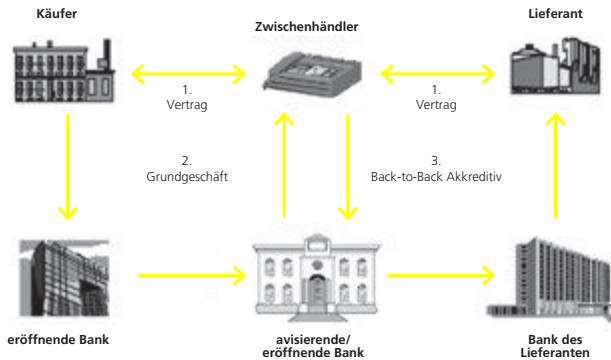 Käufer
Zwischenhändler
Lieferant
1.
Vertrag
1.
Vertrag
2.
Grundgeschäft
3.
Back-to-Back Akkreditiv
eröffnende Bank
avisierende/
eröffnende Bank
Bank des
Lieferanten